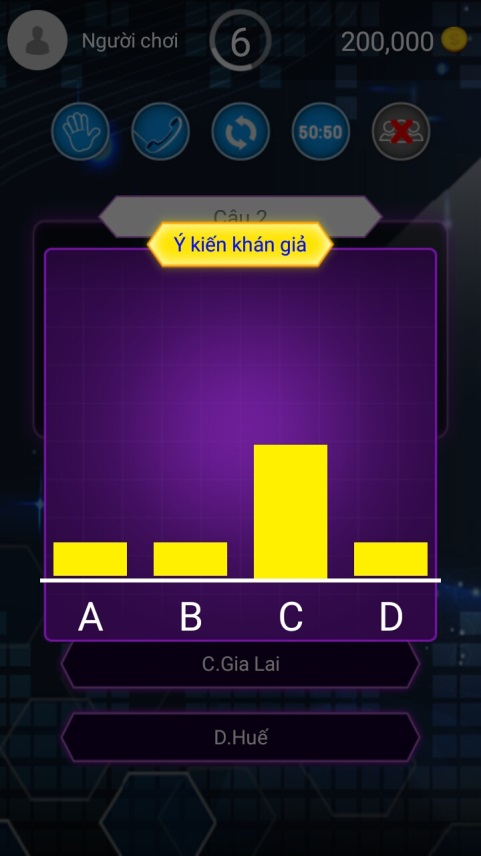 Người chơi
6
200,000
50:50
Câu 2
Ý kiến khán giả
A B C D
C.Gia Lai
D.Huế